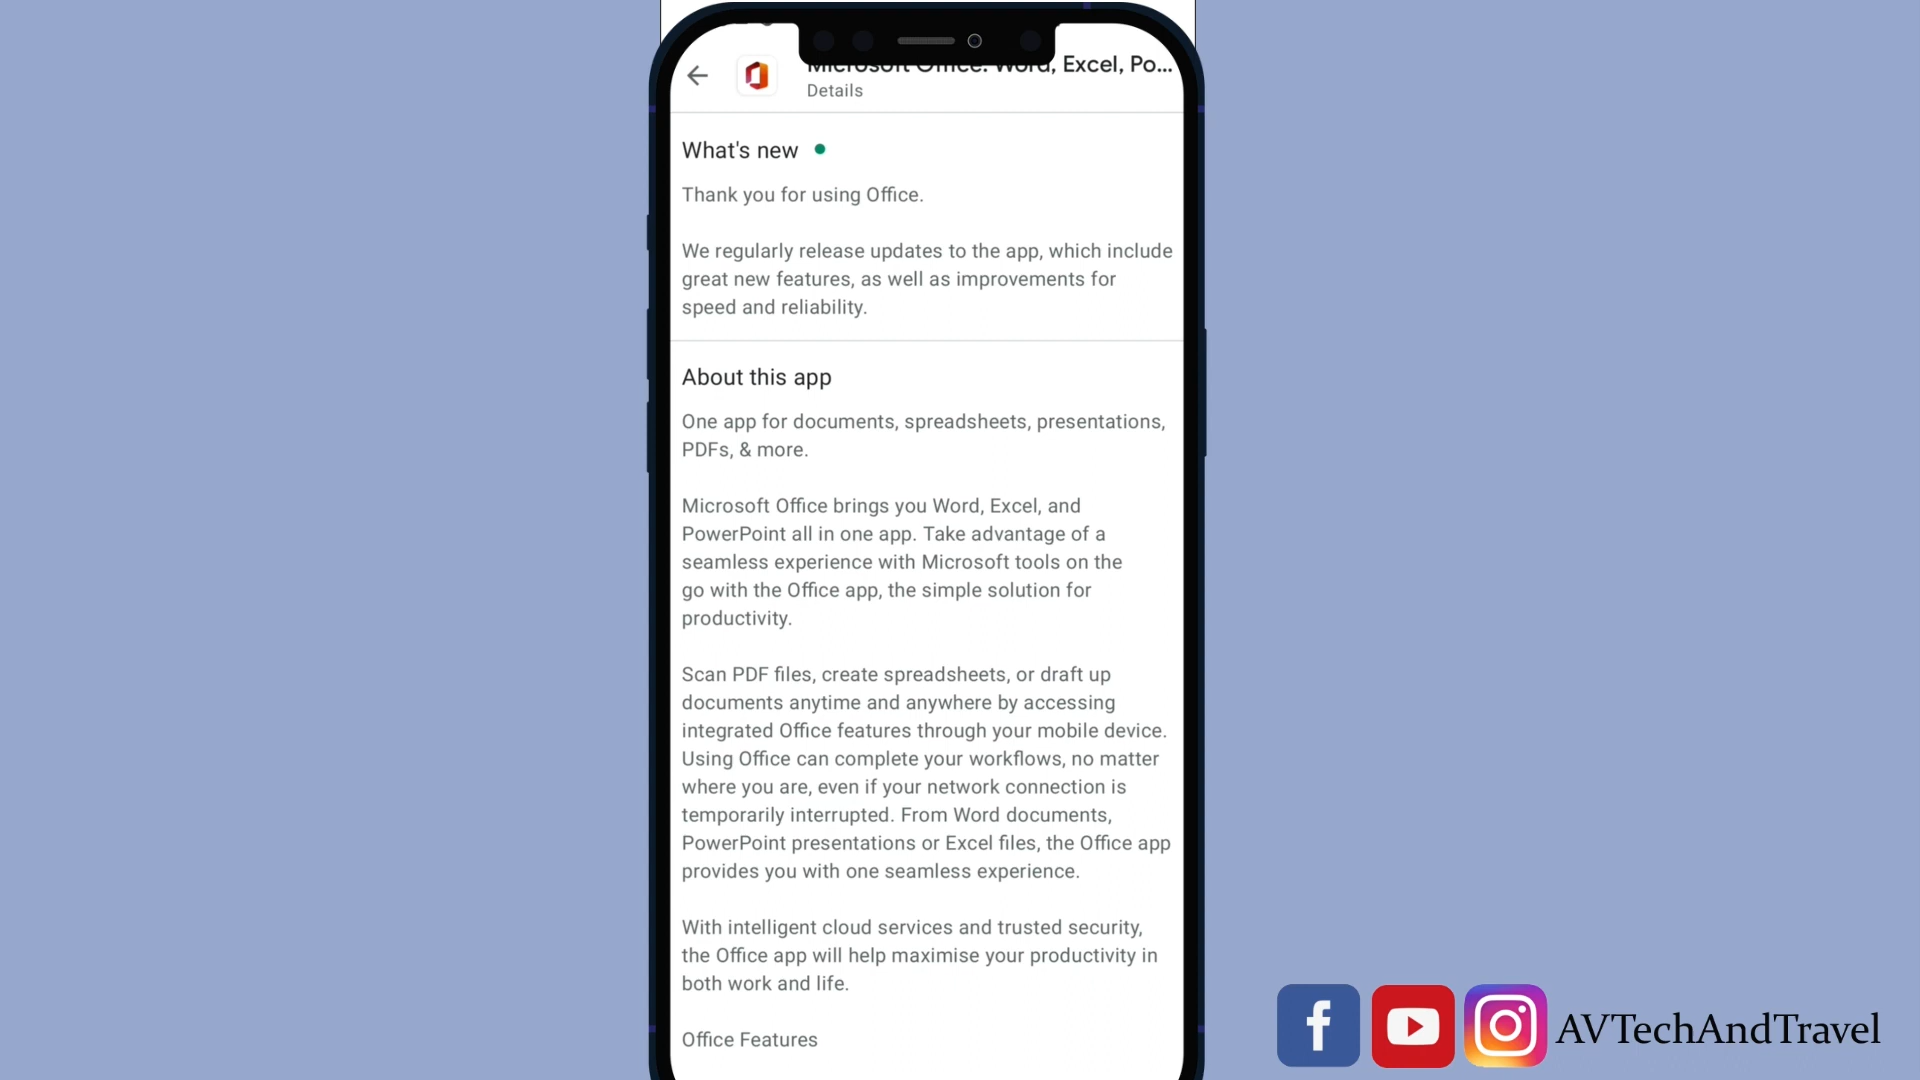 Microsoft Office: Word, Excel, Po...
Details
What's new
Thank you for using Office.
We regularly release updates to the app, which include
great new features, as well as improvements for
speed and reliability.
About this app
One app for documents, spreadsheets, presentations,
PDFs, & more.
Microsoft Office brings you Word, Excel, and
PowerPoint all in one app. Take advantage of a
seamless experience with Microsoft tools on the
go with the Office app, the simple solution for
productivity.
Scan PDF files, create spreadsheets, or draft up
documents anytime and anywhere by accessing
integrated Office features through your mobile device.
Using Office can complete your workflows, no matter
where you are, even if your network connection is
temporarily interrupted. From Word documents,
PowerPoint presentations or Excel files, the Office app
provides you with one seamless experience.
With intelligent cloud services and trusted security,
the Office app will help maximise your productivity in
both work and life.
Office Features
AVTechAndTravel